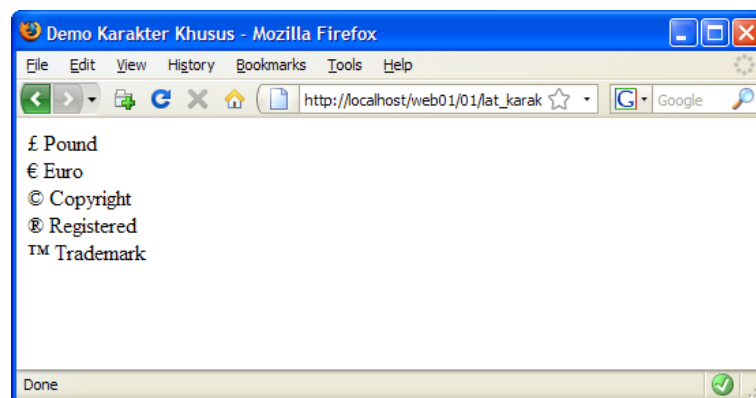 Demo Karakter Khusus - Mozilla Firefox
File Edit View History Bookmarks Tools Help
http://localhost/web01/01/lat_karak G Google
£ Pound
€ Euro
© Copyright
® Registered
™ Trademark
Done